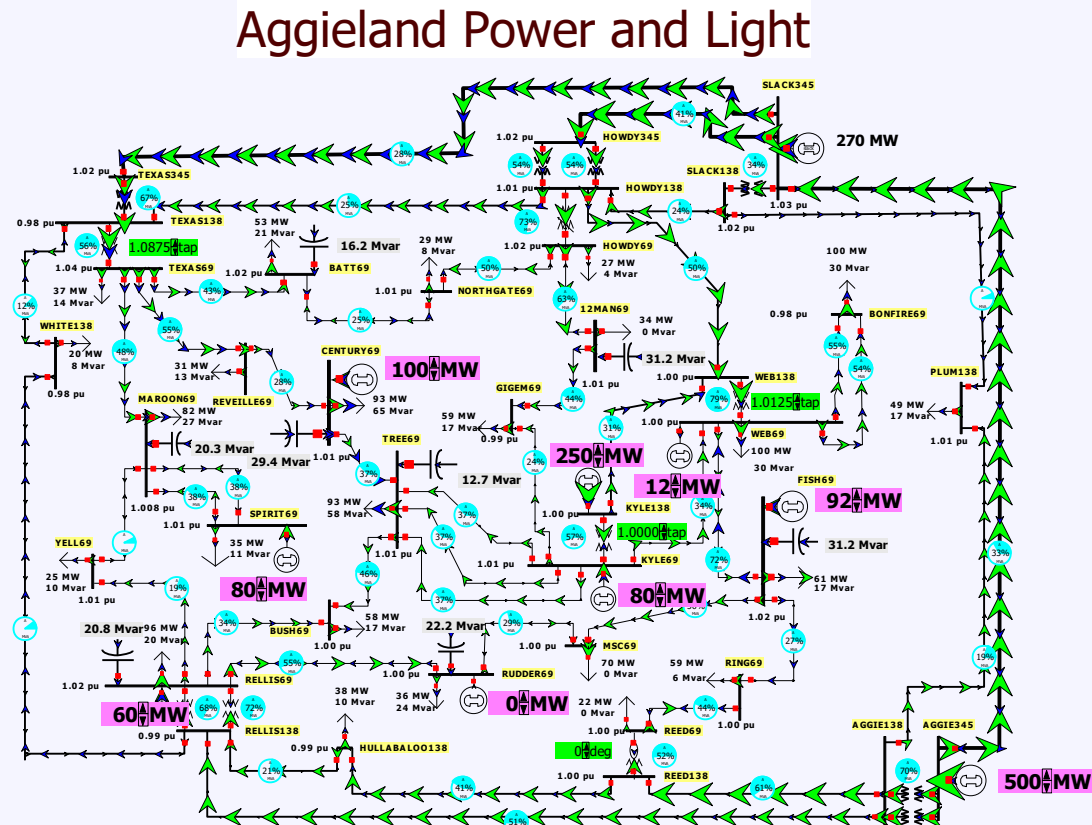 Aggieland Power and Light
SLACK345
41%
1.02 pu
HOWDY345
270 MW
28%
54%
54%
34%
SLACK138
1.02 pu
TEXAS345
1.01 pu
HOWDY138
1.03 pu
67%
25%
73%
24%
1.02 pu
0.98 pu
TEXAS138
53 MW
21 Mvar
16.2 Mvar
56%
1.0875 tap
29 MW
8 Mvar
1.02 pu
HOWDY69
100 MW
30 Mvar
1.04 pu
TEXAS69
1.02 pu
BATT69
50%
27 MW
4 Mvar
50%
37 MW
14 Mvar
43%
1.01 pu
NORTHGATE69
63%
12%
25%
12MAN69
0.98 pu
BONFIRE69
WHITE138
55%
34 MW
0 Mvar
20 MW
8 Mvar
48%
CENTURY69
100 MW
31.2 Mvar
55%
54%
31 MW
13 Mvar
28%
1.01 pu
1.00 pu
WEB138
PLUM138
0.98 pu
REVEILLE69
GIGEM69
44%
79%
1.0125 tap
MAROON69
82 MW
27 Mvar
93 MW
65 Mvar
59 MW
17 Mvar
0.99 pu
31%
1.00 pu
WEB69
49 MW
17 Mvar
1.01 pu
20.3 Mvar
29.4 Mvar
1.01 pu
TREE69
250 MW
100 MW
30 Mvar
38%
37%
24%
12.7 Mvar
12 MW
FISH69
92 MW
38%
1.008 pu
93 MW
58 Mvar
37%
1.00 pu
KYLE138
34%
1.01 pu
SPIRIT69
37%
57%
1.0000 tap
31.2 Mvar
YELL69
35 MW
11 Mvar
1.01 pu
1.01 pu
KYLE69
72%
33%
25 MW
10 Mvar
1.01 pu
80 MW
46%
80 MW
61 MW
17 Mvar
19%
37%
1.02 pu
20.8 Mvar
96 MW
20 Mvar
34%
BUSH69
58 MW
17 Mvar
22.2 Mvar
29%
27%
1.00 pu
1.00 pu
MSC69
19%
55%
1.00 pu
RUDDER69
70 MW
0 Mvar
59 MW
6 Mvar
RING69
1.02 pu
RELLIS69
38 MW
10 Mvar
36 MW
24 Mvar
0 MW
22 MW
0 Mvar
44%
1.00 pu
60 MW
68%
72%
1.00 pu
REED69
AGGIE138
AGGIE345
0.99 pu
RELLIS138
0.99 pu
HULLABALOO138
0 deg
52%
21%
1.00 pu
REED138
70%
41%
61%
500 MW
51%